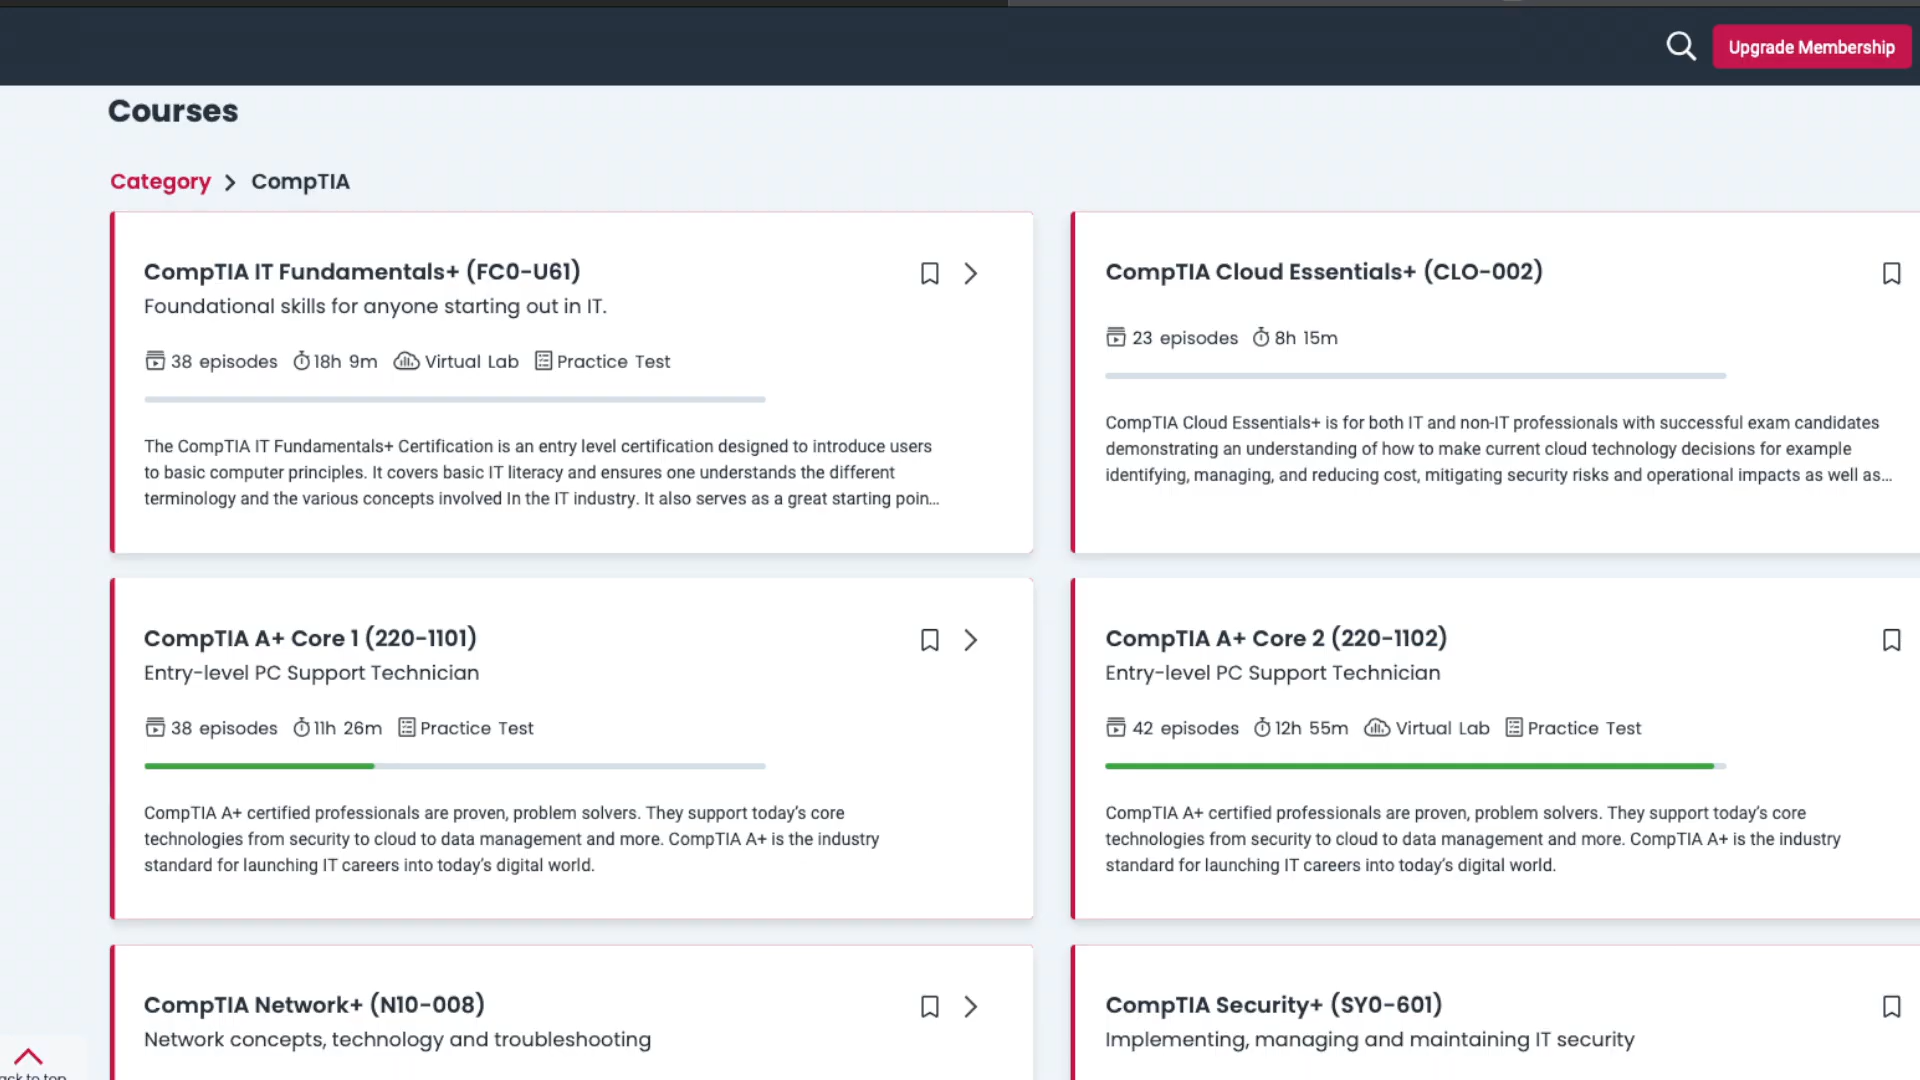 Upgrade Membership
Courses
Category > CompTIA
CompTIA IT Fundamentals+ (FC0-U61)
Foundational skills for anyone starting out in IT.
38 episodes 18h 9m Virtual Lab Practice Test
The CompTIA IT Fundamentals+ Certification is an entry level certification designed to introduce users
to basic computer principles. It covers basic IT literacy and ensures one understands the different
terminology and the various concepts involved In the IT industry. It also serves as a great starting poin...
CompTIA Cloud Essentials+ (CLO-002)
23 episodes 8h 15m
CompTIA Cloud Essentials+ is for both IT and non-IT professionals with successful exam candidates
demonstrating an understanding of how to make current cloud technology decisions for example
identifying, managing, and reducing cost, mitigating security risks and operational impacts as well as...
CompTIA A+ Core 1 (220-1101)
Entry-level PC Support Technician
38 episodes 11h 26m Practice Test
CompTIA A+ certified professionals are proven, problem solvers. They support today's core
technologies from security to cloud to data management and more. CompTIA A+ is the industry
standard for launching IT careers into today's digital world.
CompTIA A+ Core 2 (220-1102)
Entry-level PC Support Technician
42 episodes 12h 55m Virtual Lab Practice Test
CompTIA A+ certified professionals are proven, problem solvers. They support today's core
technologies from security to cloud to data management and more. CompTIA A+ is the industry
standard for launching IT careers into today's digital world.
CompTIA Network+ (N10-008)
Network concepts, technology and troubleshooting
CompTIA Security+ (SY0-601)
Implementing, managing and maintaining IT security
to top